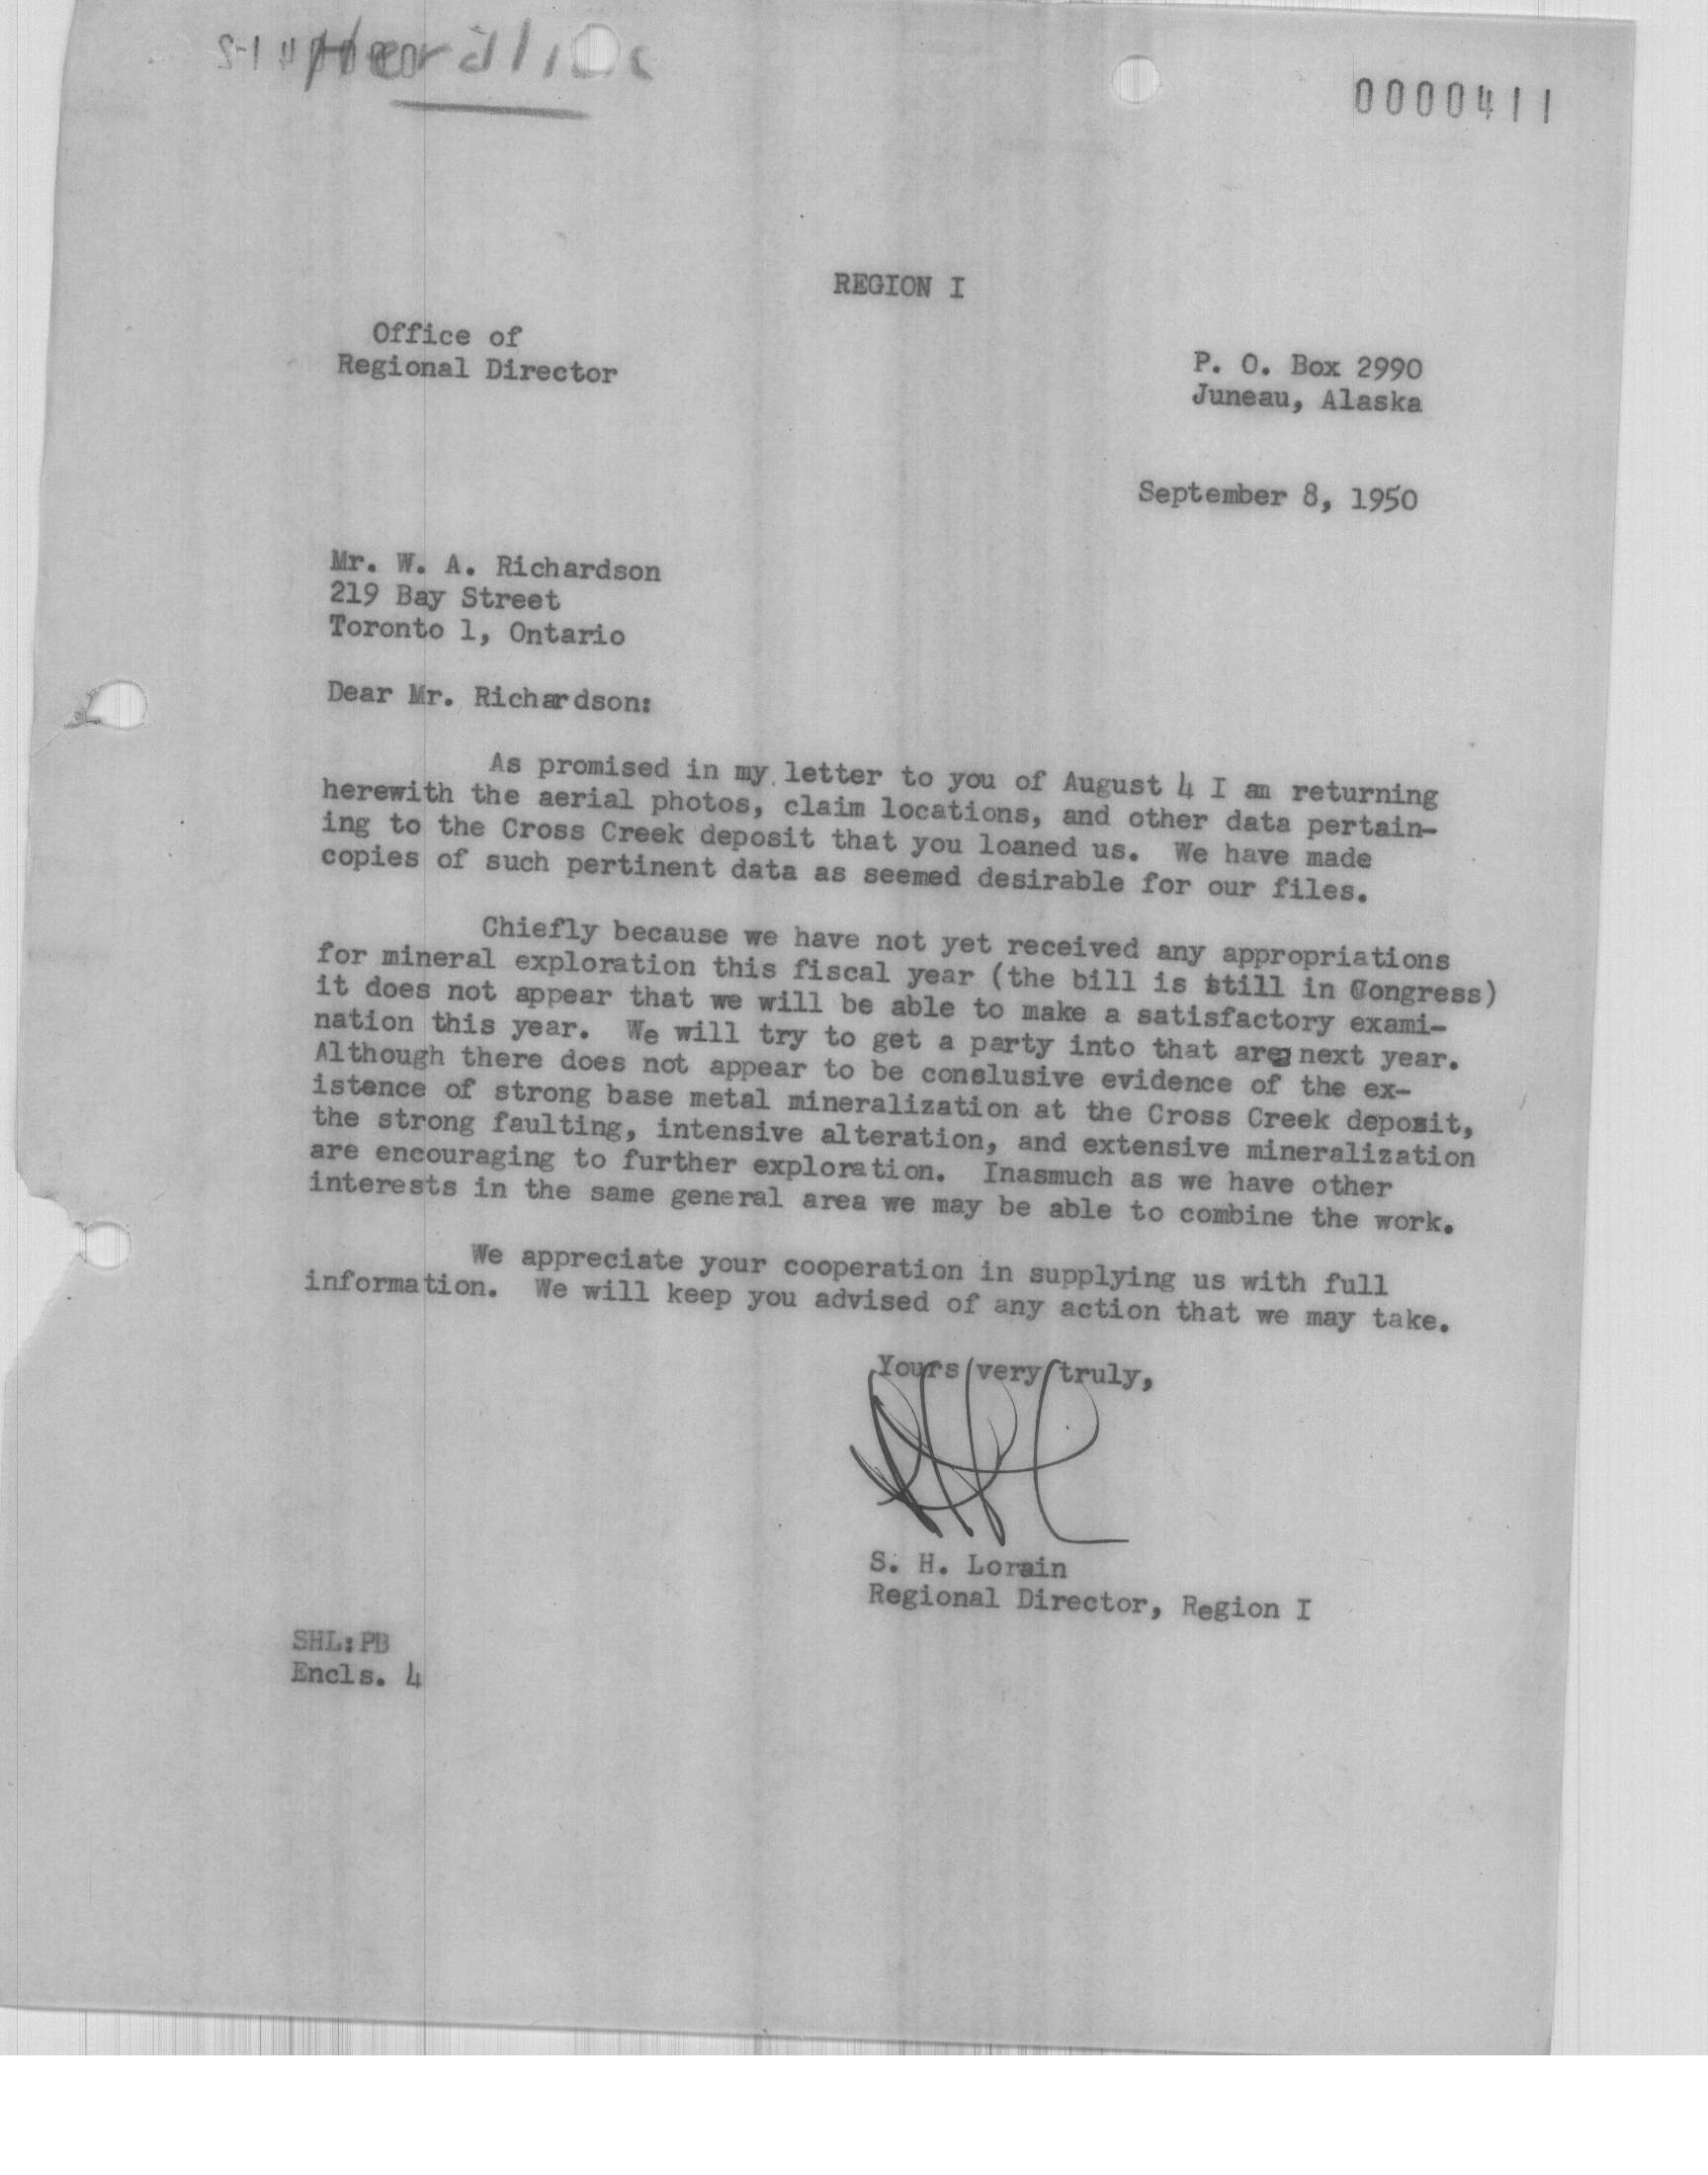 0000411
REGION I
Office of
Regional Director
P. O. Box 2990
Juneau, Alaska
September 8, 1950
Mr. W. A. Richardson
219 Bay Street
Toronto 1, Ontario
Dear Mr. Richardson:
As promised in my letter to you of August 4 I am returning
herewith the aerial photos, claim locations, and other data pertain-
ing to the Cross Creek deposit that you loaned us. We have made
copies of such pertinent data as seemed desirable for our files.
Chiefly because we have not yet received any appropriations
for mineral exploration this fiscal year (the bill is still in Congress)
it does not appear that we will be able to make a satisfactory exami-
nation this year. We will try to get a party into that area next year.
Although there does not appear to be conslusive evidence of the ex-
istence of strong base metal mineralization at the Cross Creek deposit,
the strong faulting, intensive alteration, and extensive mineralization
are encouraging to further exploration. Inasmuch as we have other
interests in the same general area we may be able to combine the work.
We appreciate your cooperation in supplying us with full
information. We will keep you advised of any action that we may take.
Yours very truly,
S. H. Lorain
Regional Director, Region I
SHL:PB
Encls. 4